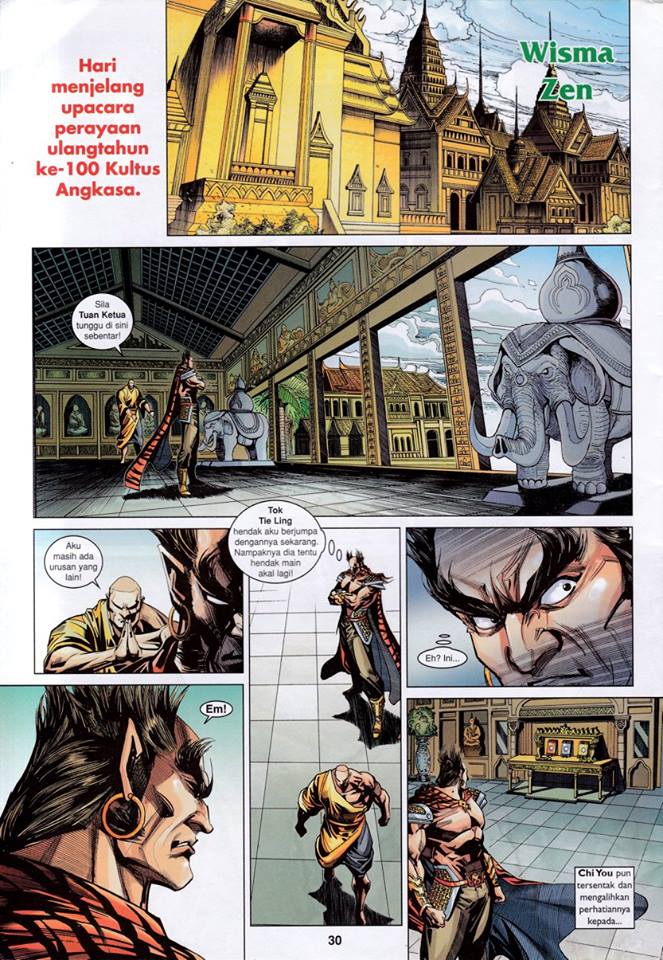 Hari
menjelang
upacara
perayaan
ulangtahun
ke-100 Kultus
Angkasa.
Wisma
Zen
Sila
Tuan Ketua
tunggu di sini
sebentar!
Aku
masih ada
urusan yang
lain!
Tok
Tie Ling
hendak aku berjumpa
dengannya sekarang.
Nampaknya dia tentu
hendak main
akal lagi!
Eh? Ini...
Em!
Chi You pun
tersentak dan
mengalihkan
perhatiannya
kepada...
30